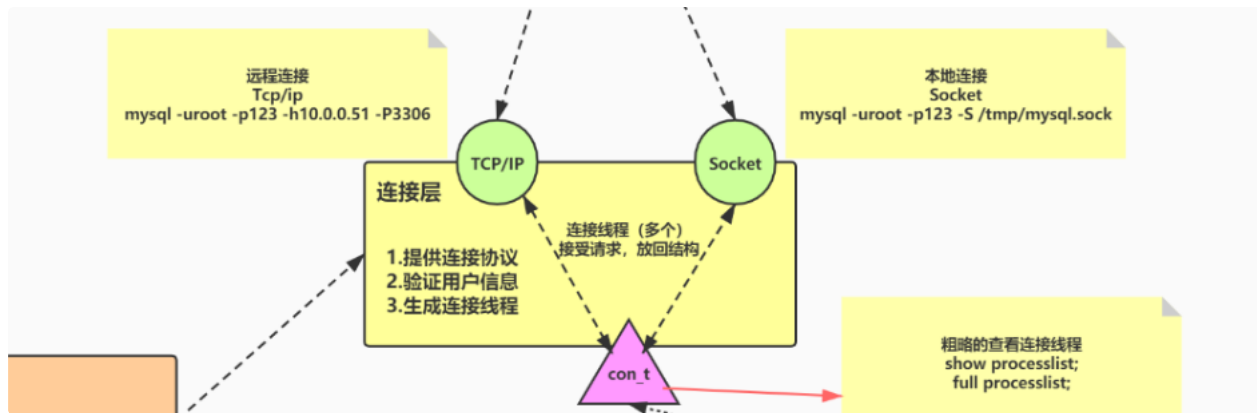 远程连接
Tcp/ip
mysql -uroot -p123 -h10.0.0.51 -P3306
本地连接
Socket
mysql -uroot -p123 -S /tmp/mysql.sock
TCP/IP
Socket
连接层
连接线程（多个）
接受请求，放回结构
1.提供连接协议
2.验证用户信息
3.生成连接线程
con_t
粗略的查看连接线程
show processlist;
full processlist;